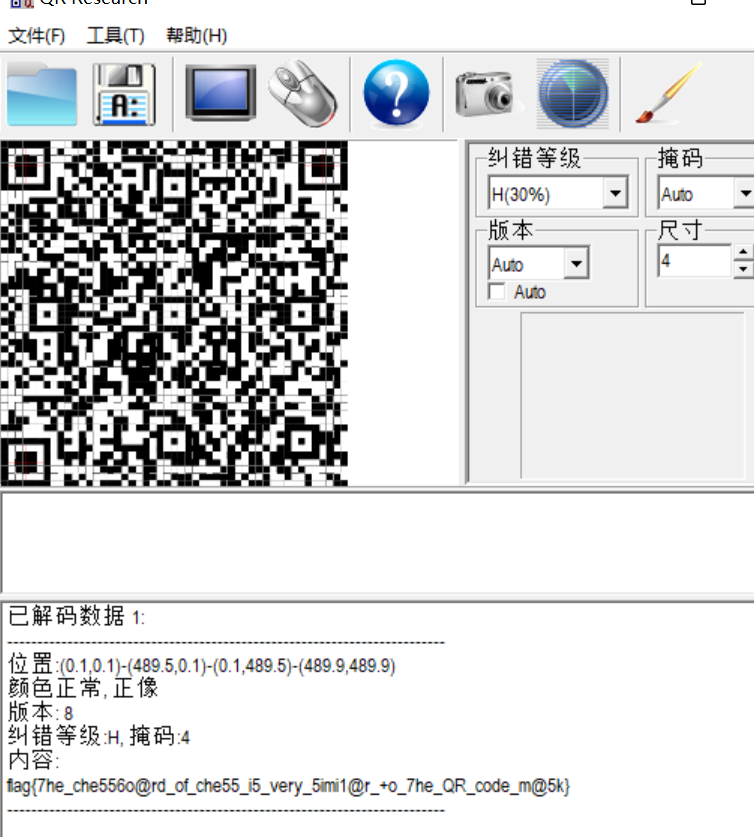 QR Research
文件(F) 工具(T) 帮助(H)
A:
?
纠错等级 掩码
H(30%) Auto
版本 尺寸
Auto 4
Auto
已解码数据 1:
----------------------------------------------------------------------
位置:(0.1,0.1)-(489.5,0.1)-(0.1,489.5)-(489.9,489.9)
颜色正常, 正像
版本: 8
纠错等级:H, 掩码:4
内容:
flag{7he_che556o@rd_of_che55_i5_very_5imi1@r_+o_7he_QR_code_m@5k}
----------------------------------------------------------------------